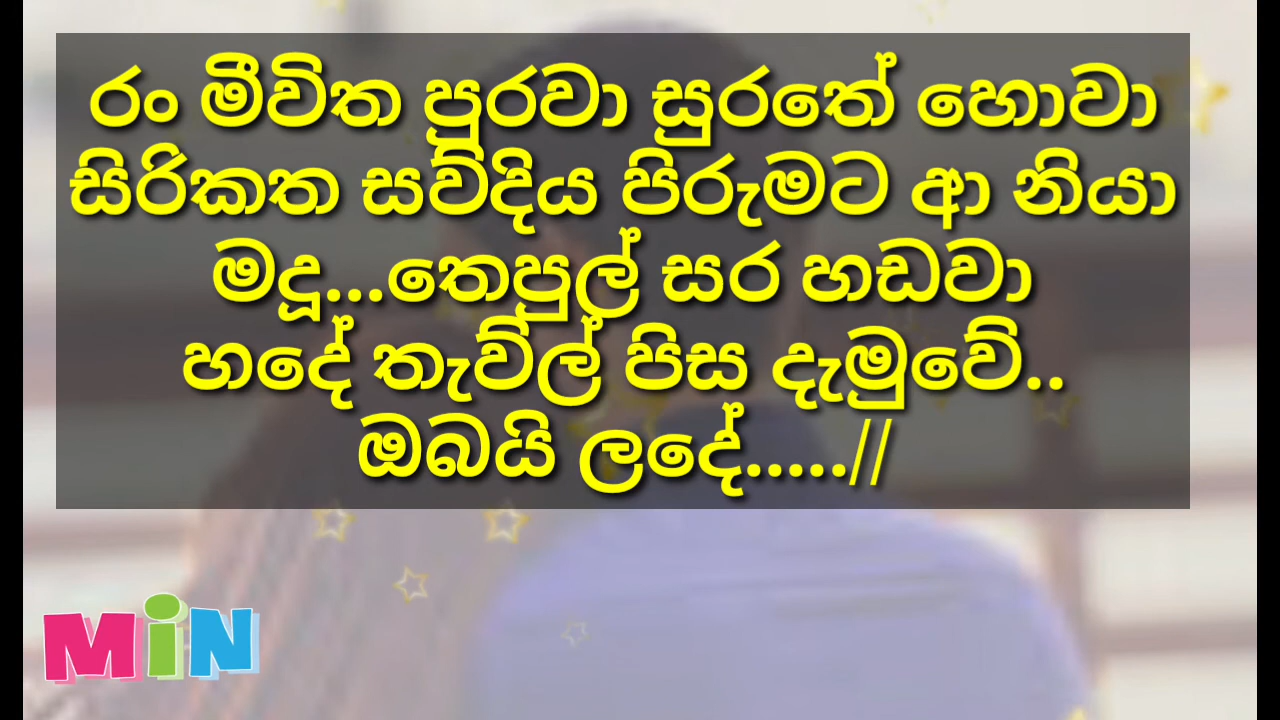 රං මීවිත පුරවා සුරතේ හොවා
සිරිකත සව්දිය පිරුමට ආ නියා
මදූ...තෙපුල් සර හඩවා
හදේ තැව්ල් පිස දැමුවේ..
ඔබයි ලදේ.....//
MiN